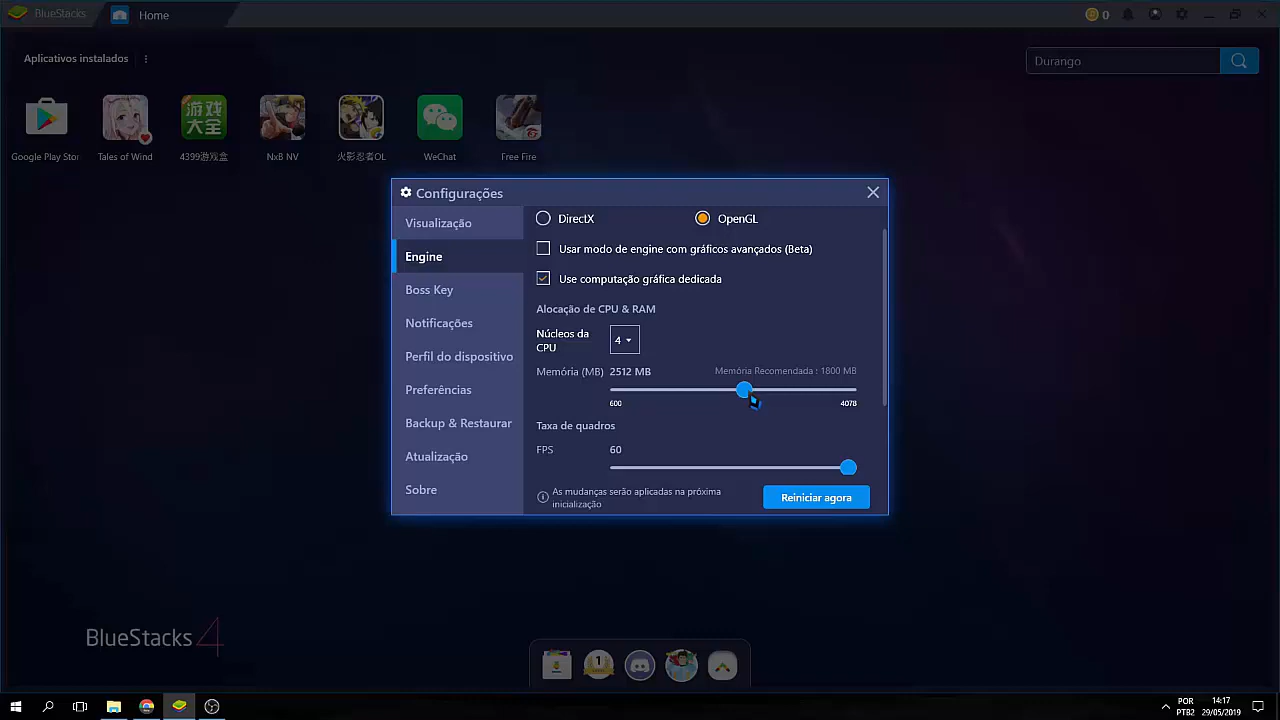 BlueStacks
Home
0
Aplicativos instalados
Durango
游戏
大全
Google Play Stor
Tales of Wind
4399游戏盒
NxB NV
火影忍者OL
WeChat
Free Fire
Configurações
Visualização
Engine
Boss Key
Notificações
Perfil do dispositivo
Preferências
Backup & Restaurar
Atualização
Sobre
DirectX
OpenGL
Usar modo de engine com gráficos avançados (Beta)
Use computação gráfica dedicada
Alocação de CPU & RAM
Núcleos da
CPU
4
Memória (MB) 2512 MB
Memória Recomendada : 1800 MB
600
4078
Taxa de quadros
FPS
60
As mudanças serão aplicadas na próxima
inicialização
Reiniciar agora
BlueStacks 4
1
POR
PTB2
14:17
29/05/2019